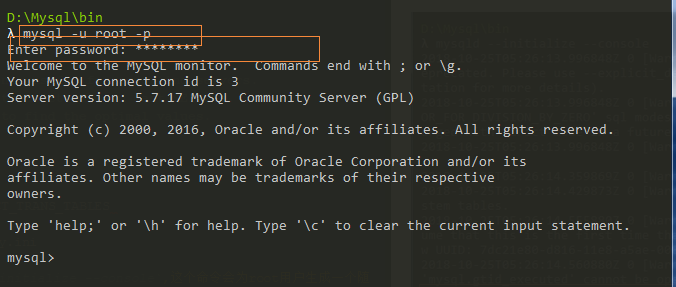 D:\Mysql\bin
λ mysql -u root -p
Enter password: ********
Welcome to the MySQL monitor.  Commands end with ; or \g.
Your MySQL connection id is 3
Server version: 5.7.17 MySQL Community Server (GPL)
Copyright (c) 2000, 2016, Oracle and/or its affiliates. All rights reserved.
Oracle is a registered trademark of Oracle Corporation and/or its
affiliates. Other names may be trademarks of their respective
owners.
Type 'help;' or '\h' for help. Type '\c' to clear the current input statement.
mysql>